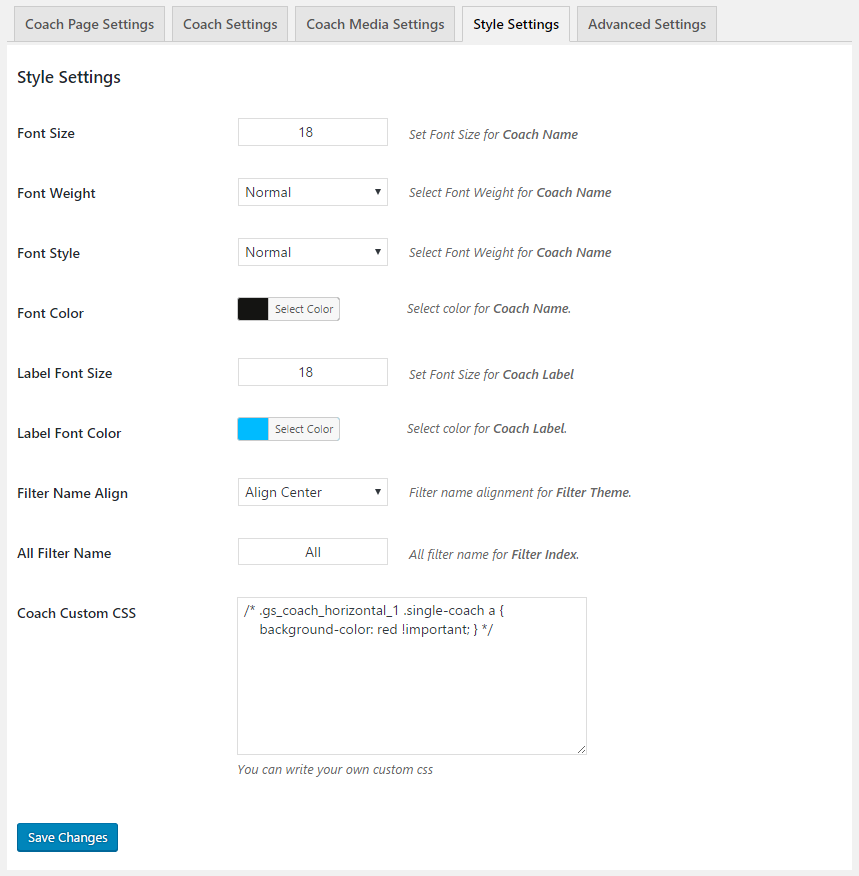 Coach Page Settings
Coach Settings
Coach Media Settings
Style Settings
Advanced Settings
Style Settings
Font Size
18
Set Font Size for Coach Name
Font Weight
Normal
Select Font Weight for Coach Name
Font Style
Normal
Select Font Weight for Coach Name
Font Color
Select Color
Select color for Coach Name.
Label Font Size
18
Set Font Size for Coach Label
Label Font Color
Select Color
Select color for Coach Label.
Filter Name Align
Align Center
Filter name alignment for Filter Theme.
All Filter Name
All
All filter name for Filter Index.
Coach Custom CSS
/* .gs_coach_horizontal_1 .single-coach a {
background-color: red !important; } */
You can write your own custom css
Save Changes